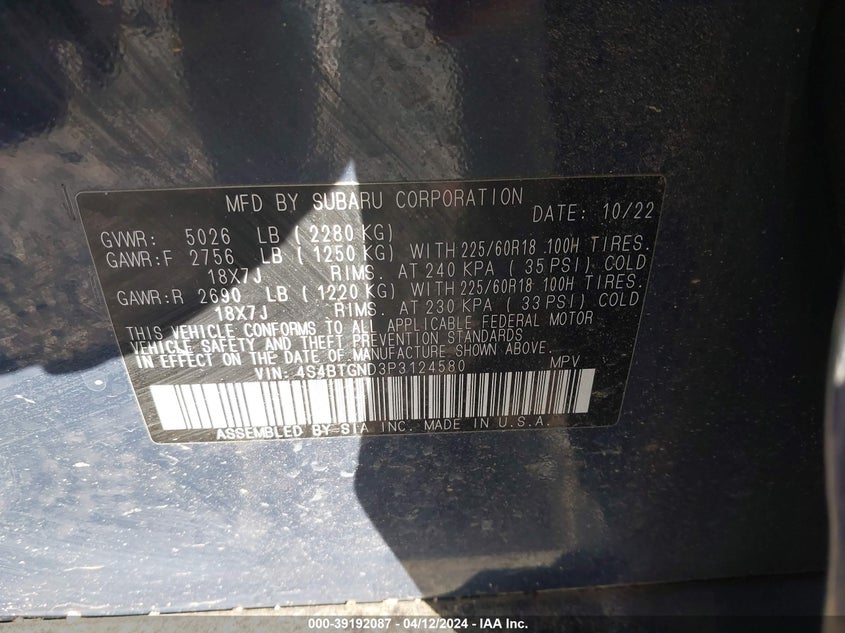 MFD BY SUBARU CORPORATION
DATE: 10/22
GVWR: 5026 LB ( 2280 KG)
GAWR:F 2756 LB ( 1250 KG) WITH 225/60R18 100H TIRES.
18X7J RIMS. AT 240 KPA ( 35 PSI) COLD
GAWR:R 2690 LB ( 1220 KG) WITH 225/60R18 100H TIRES.
18X7J RIMS. AT 230 KPA ( 33 PSI) COLD
THIS VEHICLE CONFORMS TO ALL APPLICABLE FEDERAL MOTOR
VEHICLE SAFETY AND THEFT PREVENTION STANDARDS
IN EFFECT ON THE DATE OF MANUFACTURE SHOWN ABOVE.
VIN: 4S4BTGND3P3124580 MPV
ASSEMBLED BY SIA INC. MADE IN U.S.A.
000-39192087 - 04/12/2024 - IAA Inc.